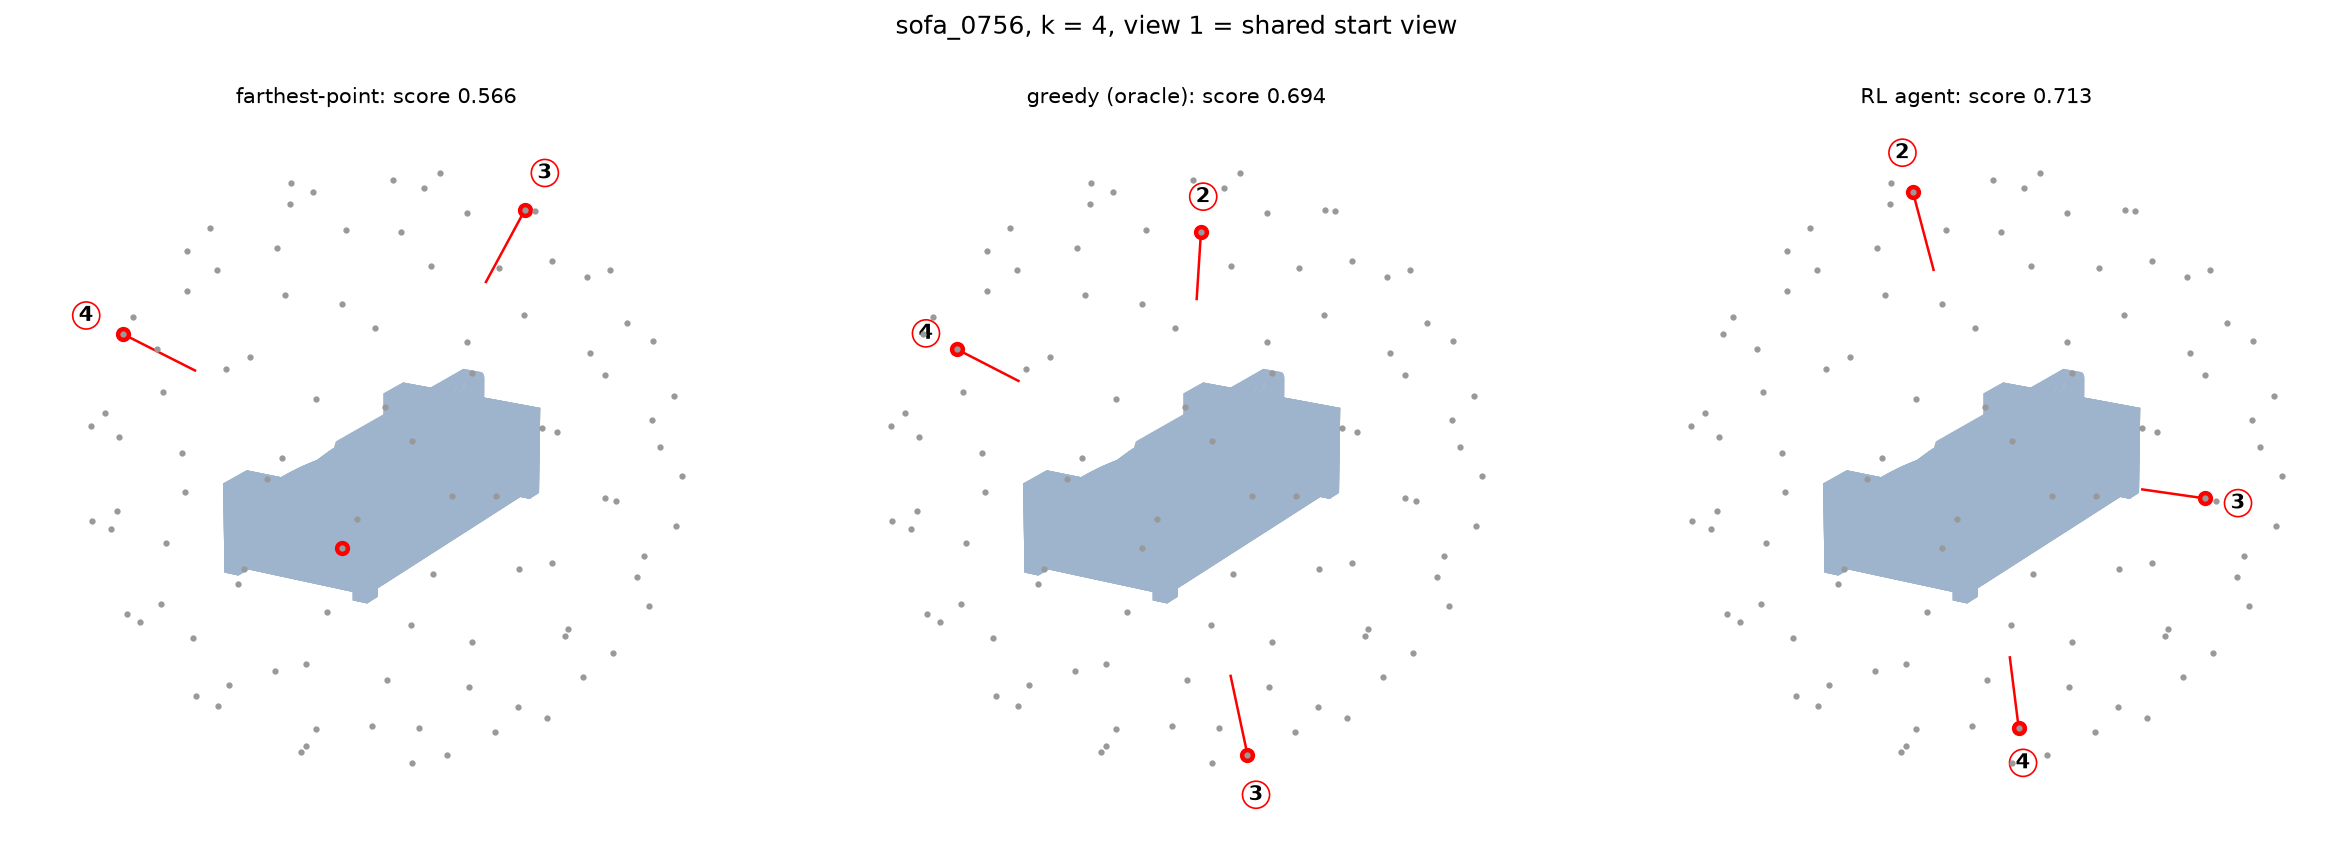 sofa_0756, k = 4, view 1 = shared start view
farthest-point: score 0.566
3
4
greedy (oracle): score 0.694
2
4
3
RL agent: score 0.713
2
3
4